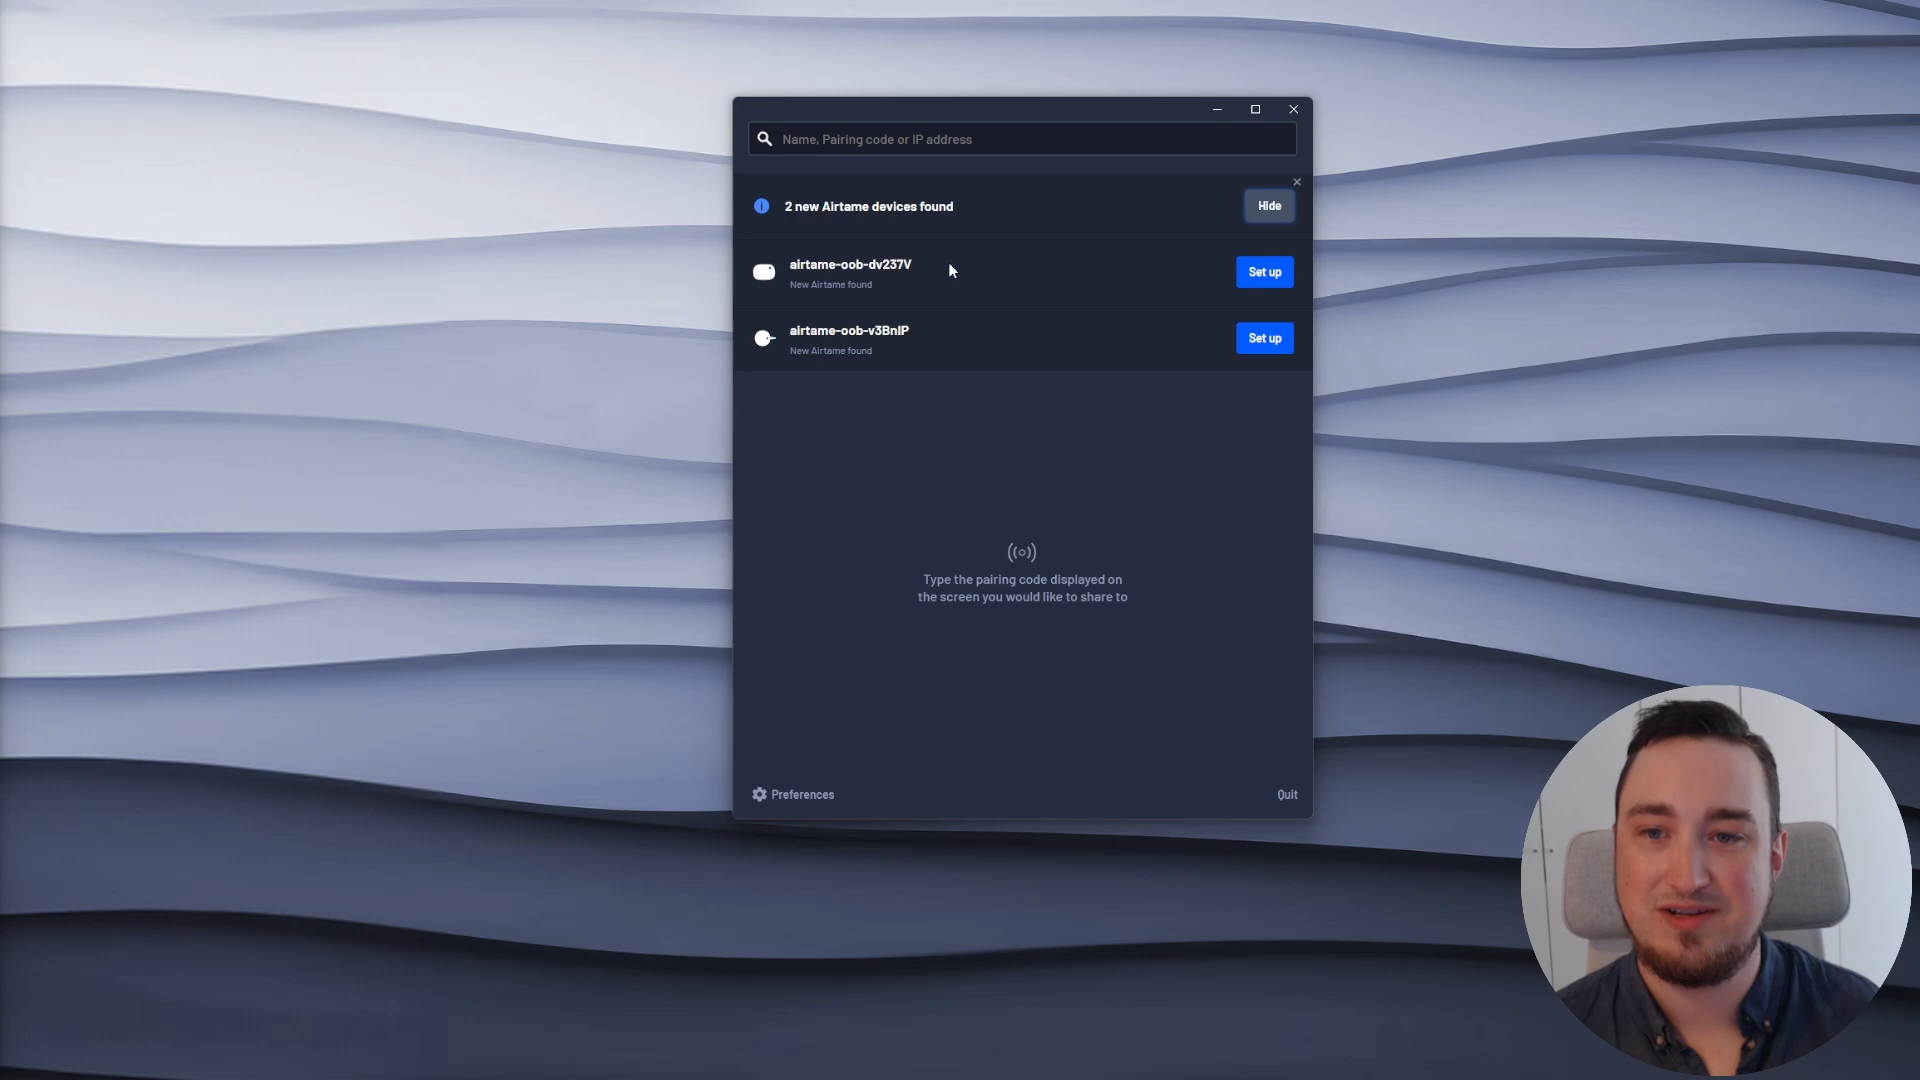 Name, Pairing code or IP address
2 new Airtame devices found
Hide
airtame-oob-dv237V
New Airtame found
Set up
airtame-oob-v3BnIP
New Airtame found
Set up
Type the pairing code displayed on
the screen you would like to share to
Preferences
Quit